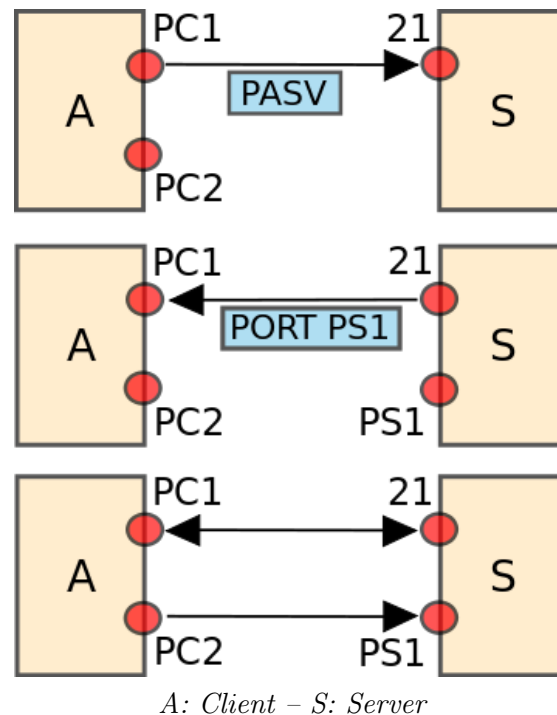 PC1 21
A PASV S
PC2
PC1 21
PORT PS1
A S
PC2 PS1
PC1 21
A S
PC2 PS1
A: Client – S: Server